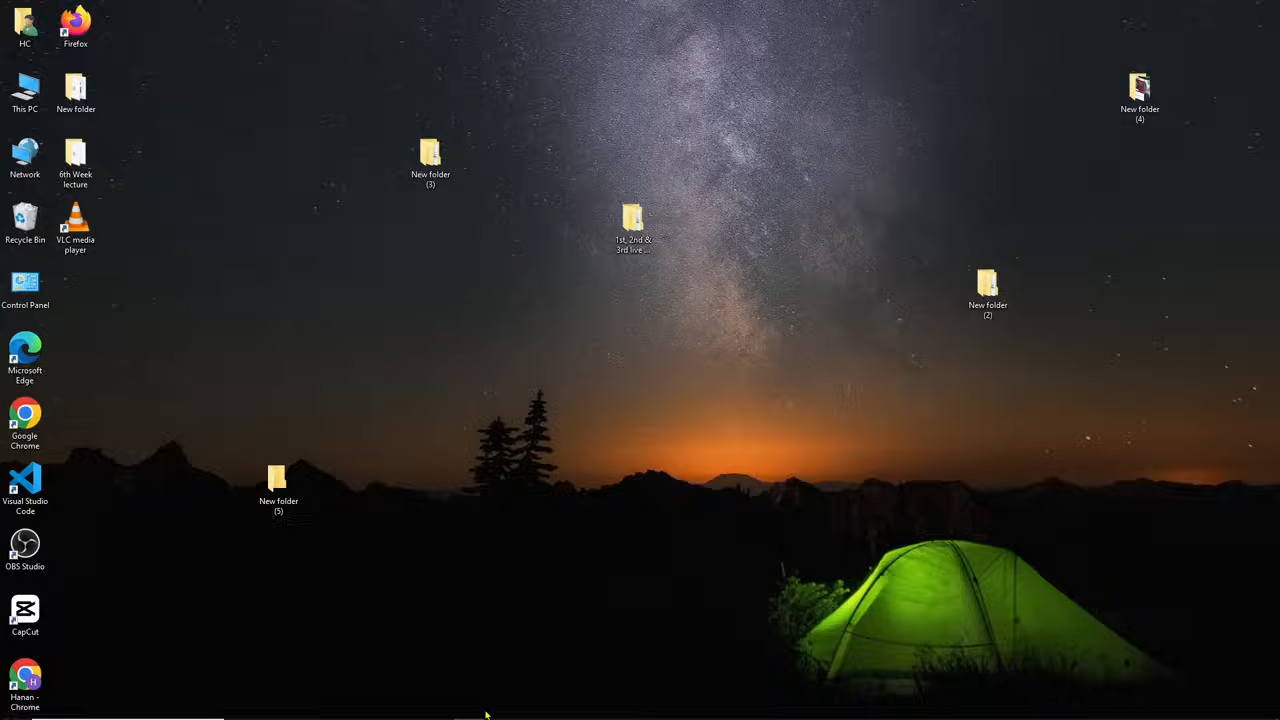 HC
Firefox
This PC
New folder
Network
6th Week
lecture
Recycle Bin
VLC media
player
Control Panel
Microsoft
Edge
Google
Chrome
Visual Studio
Code
OBS Studio
CapCut
H
Hanan -
Chrome
New folder
(5)
New folder
(3)
1st, 2nd &
3rd live ...
New folder
(2)
New folder
(4)